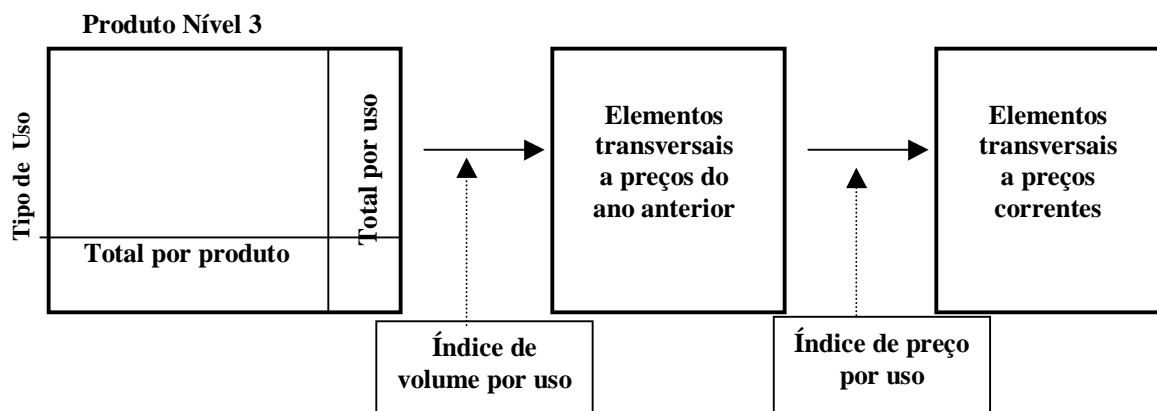 Produto Nível 3
Tipo de Uso
Total por uso
Total por produto
Elementos
transversais
a preços do
ano anterior
Elementos
transversais
a preços
correntes
Índice de
volume por uso
Índice de preço
por uso